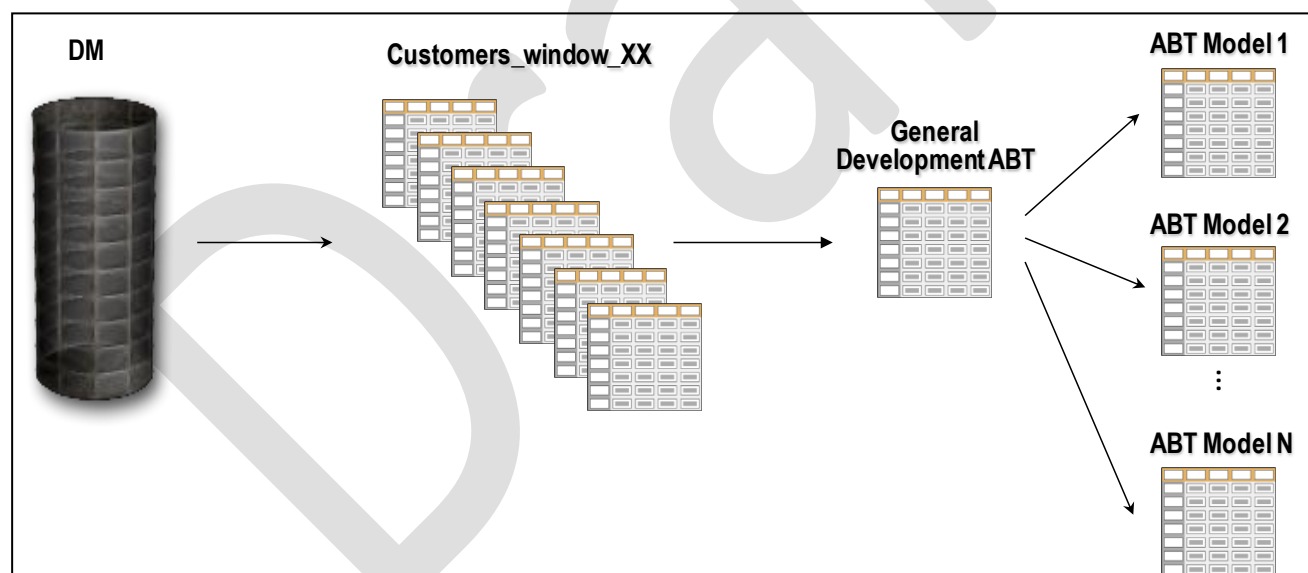 DM
Customers_window_XX
General
Development ABT
ABT Model 1
ABT Model 2
⋮
ABT Model N